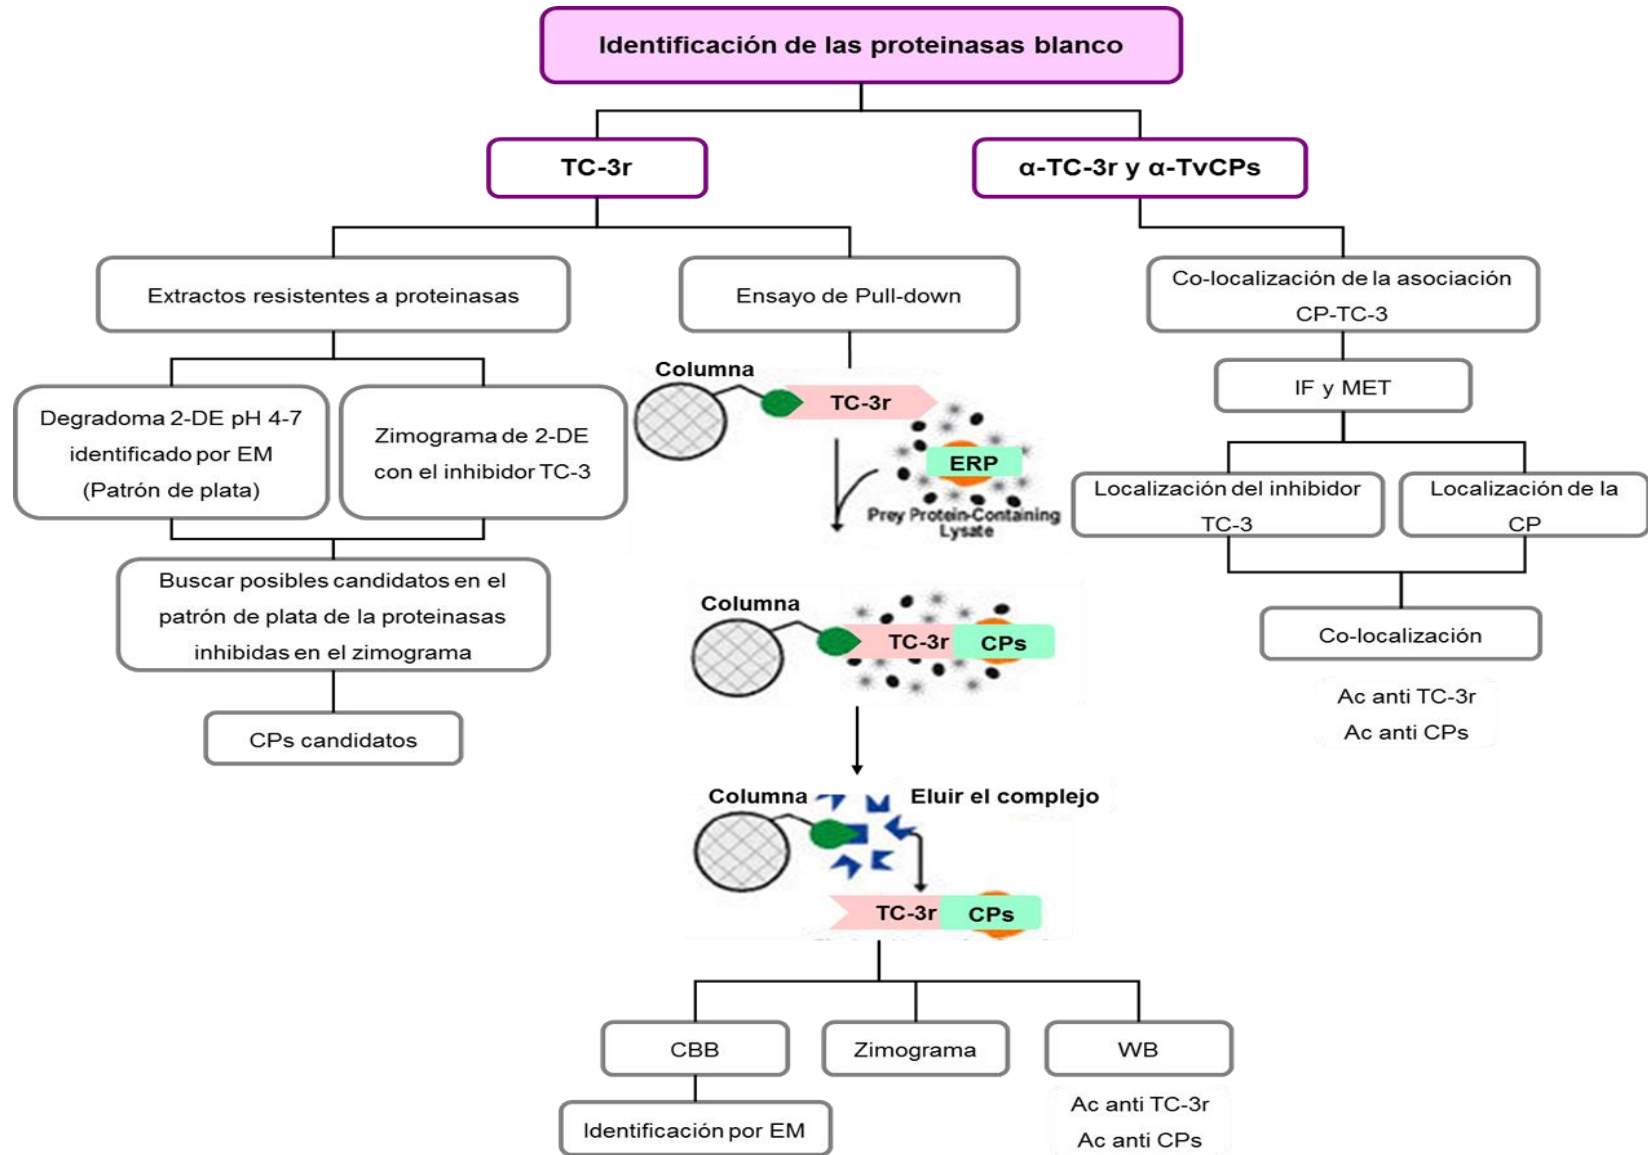 Identificación de las proteinasas blanco
TC-3r
α-TC-3r y α-TvCPs
Extractos resistentes a proteinasas
Ensayo de Pull-down
Co-localización de la asociación
CP-TC-3
Degradoma 2-DE pH 4-7
identificado por EM
(Patrón de plata)
Zimograma de 2-DE
con el inhibidor TC-3
Columna
TC-3r
ERP
Prey Protein-Containing
Lysate
IF y MET
Localización del inhibidor
TC-3
Localización de la
CP
Buscar posibles candidatos en el
patrón de plata de la proteinasas
inhibidas en el zimograma
Columna
TC-3r
CPs
Co-localización
Ac anti TC-3r
Ac anti CPs
CPs candidatos
Columna
Eluir el complejo
TC-3r
CPs
CBB
Zimograma
WB
Identificación por EM
Ac anti TC-3r
Ac anti CPs